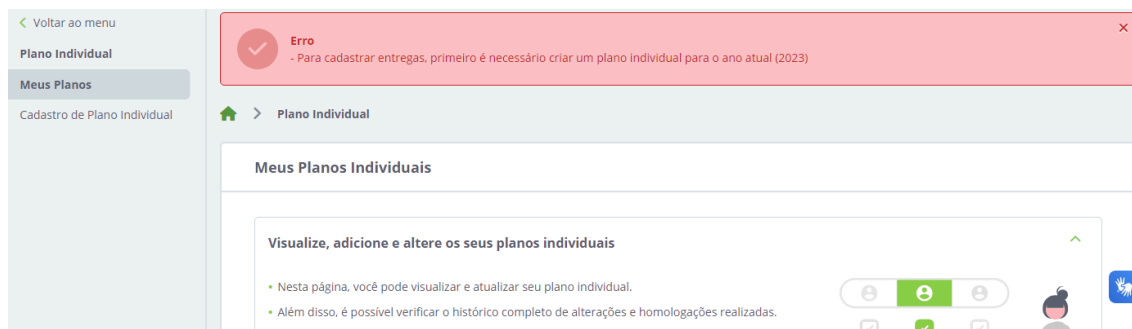 Voltar ao menu
Plano Individual
Meus Planos
Cadastro de Plano Individual
Erro
- Para cadastrar entregas, primeiro é necessário criar um plano individual para o ano atual (2023)
Plano Individual
Meus Planos Individuais
Visualize, adicione e altere os seus planos individuais
• Nesta página, você pode visualizar e atualizar seu plano individual.
• Além disso, é possível verificar o histórico completo de alterações e homologações realizadas.